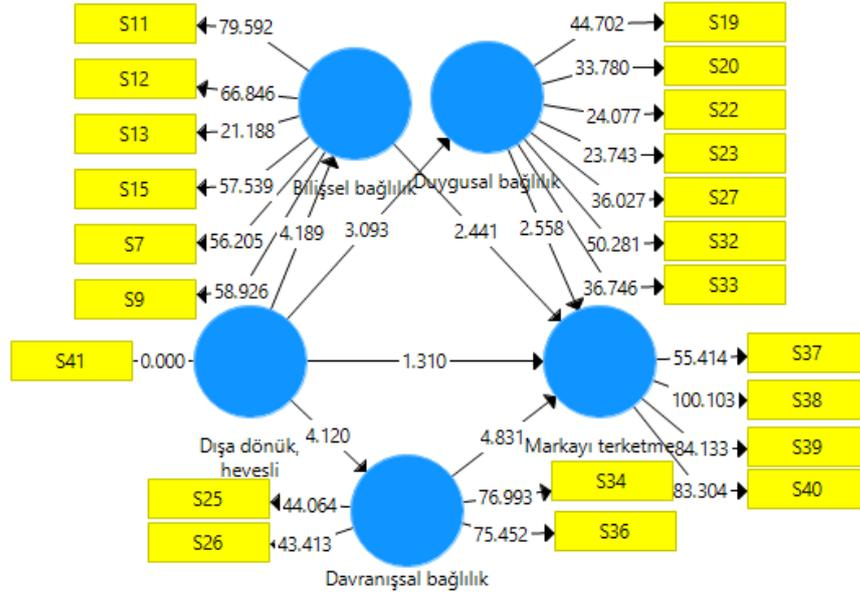 S11
79.592
S12
66.846
S13
21.188
S15
57.539
S7
56.205
S9
58.926
S19
44.702
S20
33.780
S22
24.077
S23
23.743
S27
36.027
S32
50.281
S33
36.746
Bilişsel bağlılık
Duygusal bağlılık
4.189
3.093
2.441
2.558
S41
0.000
1.310
Dışa dönük,
hevesli
4.120
4.831
Markayı terketme
55.414
S37
100.103
S38
84.133
S39
83.304
S40
S25
44.064
S26
43.413
76.993
S34
75.452
S36
Davranışsal bağlılık